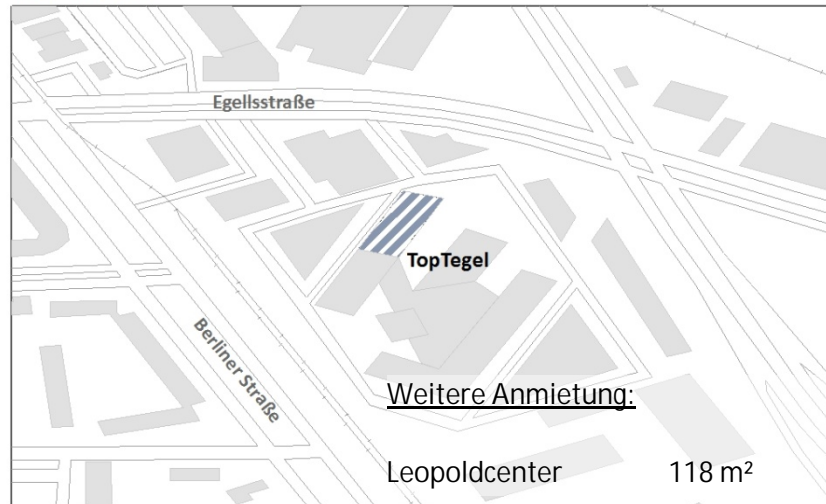 Egellsstraße
TopTegel
Berliner Straße
Weitere Anmietung:
Leopoldcenter 118 m²